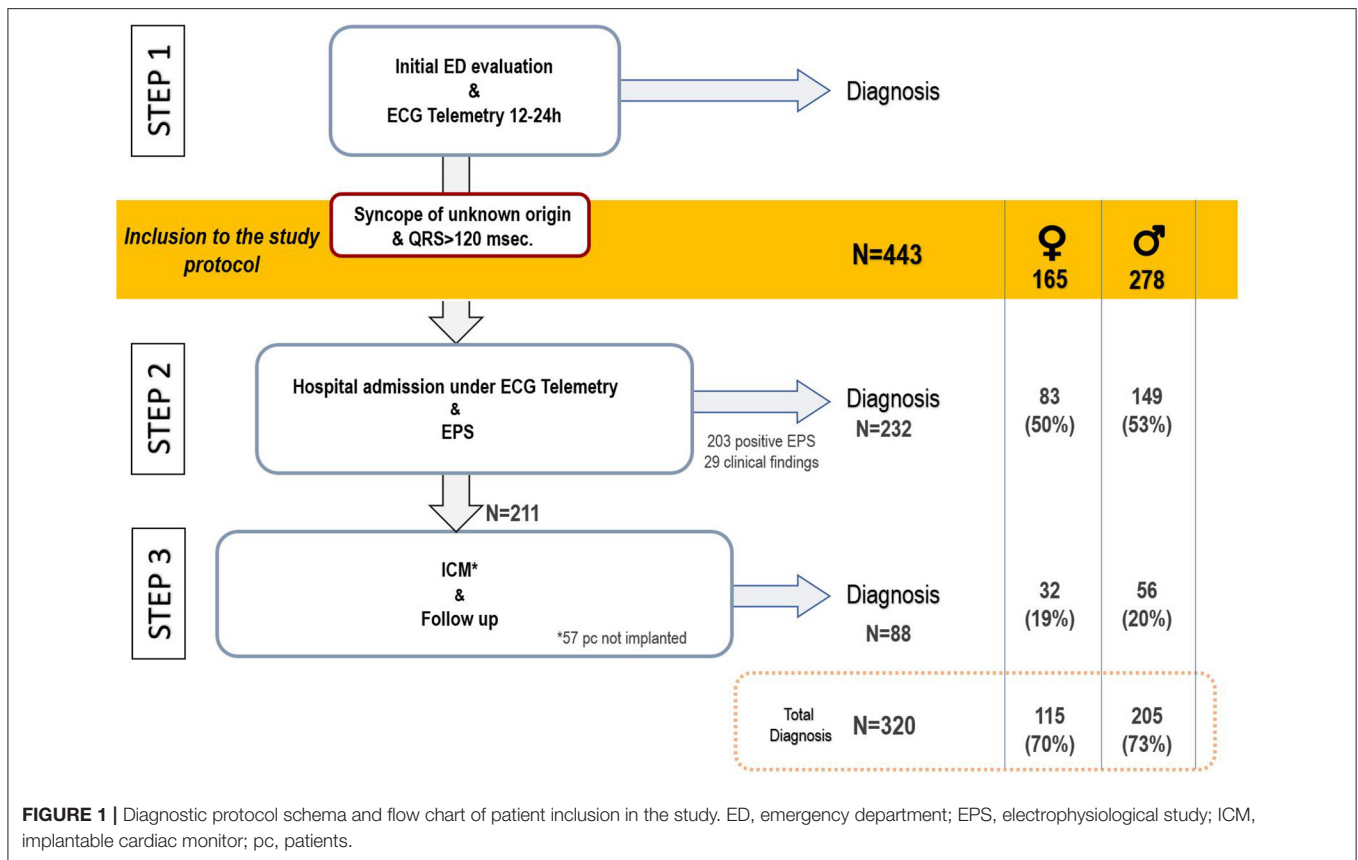 STEP 1
Initial ED evaluation
&
ECG Telemetry 12-24h
Diagnosis
Inclusion to the study
protocol
Syncope of unknown origin
& QRS>120 msec.
N=443
♀
165
♂
278
STEP 2
Hospital admission under ECG Telemetry
&
EPS
203 positive EPS
29 clinical findings
Diagnosis
N=232
83
(50%)
149
(53%)
N=211
STEP 3
ICM*
&
Follow up
*57 pc not implanted
Diagnosis
N=88
32
(19%)
56
(20%)
Total
Diagnosis
N=320
115
(70%)
205
(73%)
FIGURE 1 | Diagnostic protocol schema and flow chart of patient inclusion in the study. ED, emergency department; EPS, electrophysiological study; ICM,
implantable cardiac monitor; pc, patients.